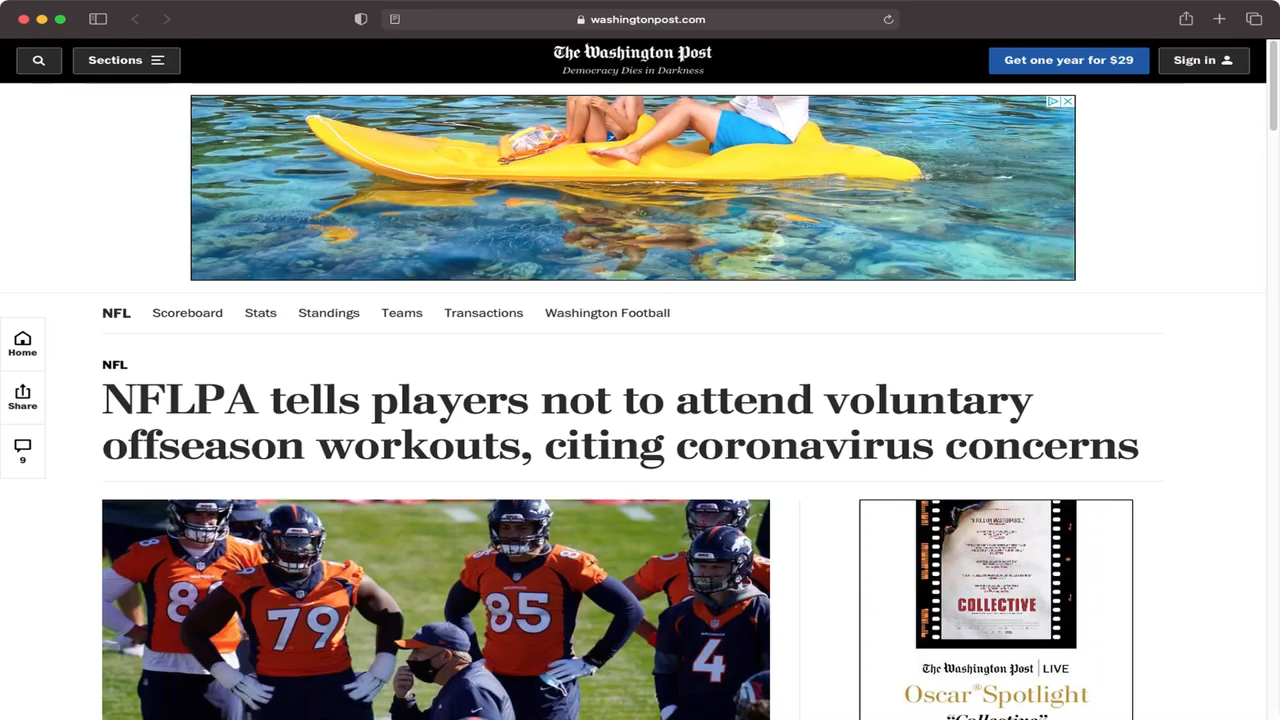 washingtonpost.com
Sections
The Washington Post
Democracy Dies in Darkness
Get one year for $29
Sign in
NFL Scoreboard Stats Standings Teams Transactions Washington Football
Home
Share
9
NFL
NFLPA tells players not to attend voluntary
offseason workouts, citing coronavirus concerns
79
85
4
COLLECTIVE
The Washington Post LIVE
Oscar® Spotlight
"Collective"